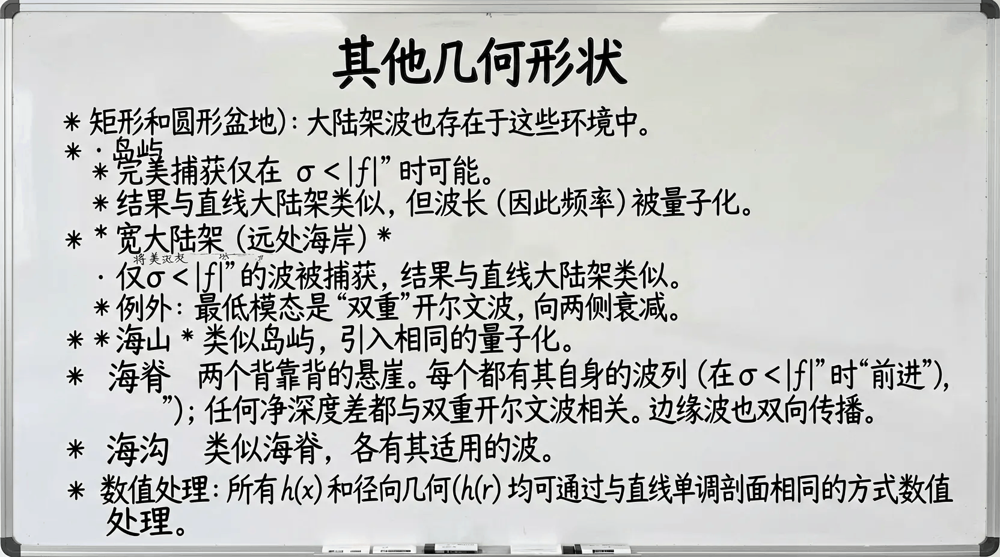 其他几何形状
* 矩形和圆形盆地): 大陆架波也存在于这些环境中。
* · 岛屿
* 完美捕获仅在 σ < |f|” 时可能。
* 结果与直线大陆架类似, 但波长 (因此频率) 被量子化。
* * 宽大陆架 (远处海岸) *
· 仅σ < |f|”的波被捕获, 结果与直线大陆架类似。
* 例外: 最低模态是“双重”开尔文波, 向两侧衰减。
* * 海山 * 类似岛屿, 引入相同的量子化。
* 海脊 两个背靠背的悬崖。每个都有其自身的波列 (在σ < |f|”时“前进”),
”); 任何净深度差都与双重开尔文波相关。边缘波也双向传播。
* 海沟 类似海脊, 各有其适用的波。
* 数值处理: 所有h(x)和径向几何(h(r) 均可通过与直线单调剖面相同的方式数值
处理。